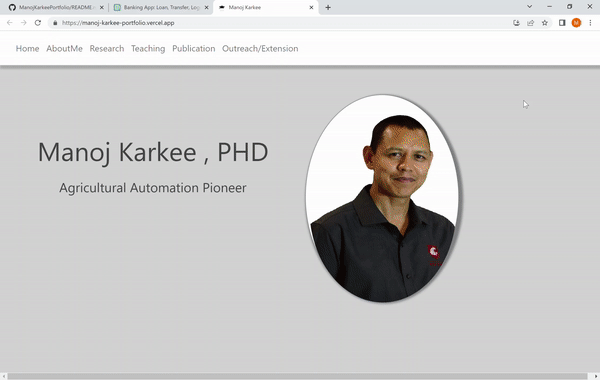 ManojKarkeePortfolio/README.m
Banking App: Loan, Transfer, Log
Manoj Karkee
https://manoj-karkee-portfolio.vercel.app
M
Home AboutMe Research Teaching Publication Outreach/Extension
Manoj Karkee , PHD
Agricultural Automation Pioneer